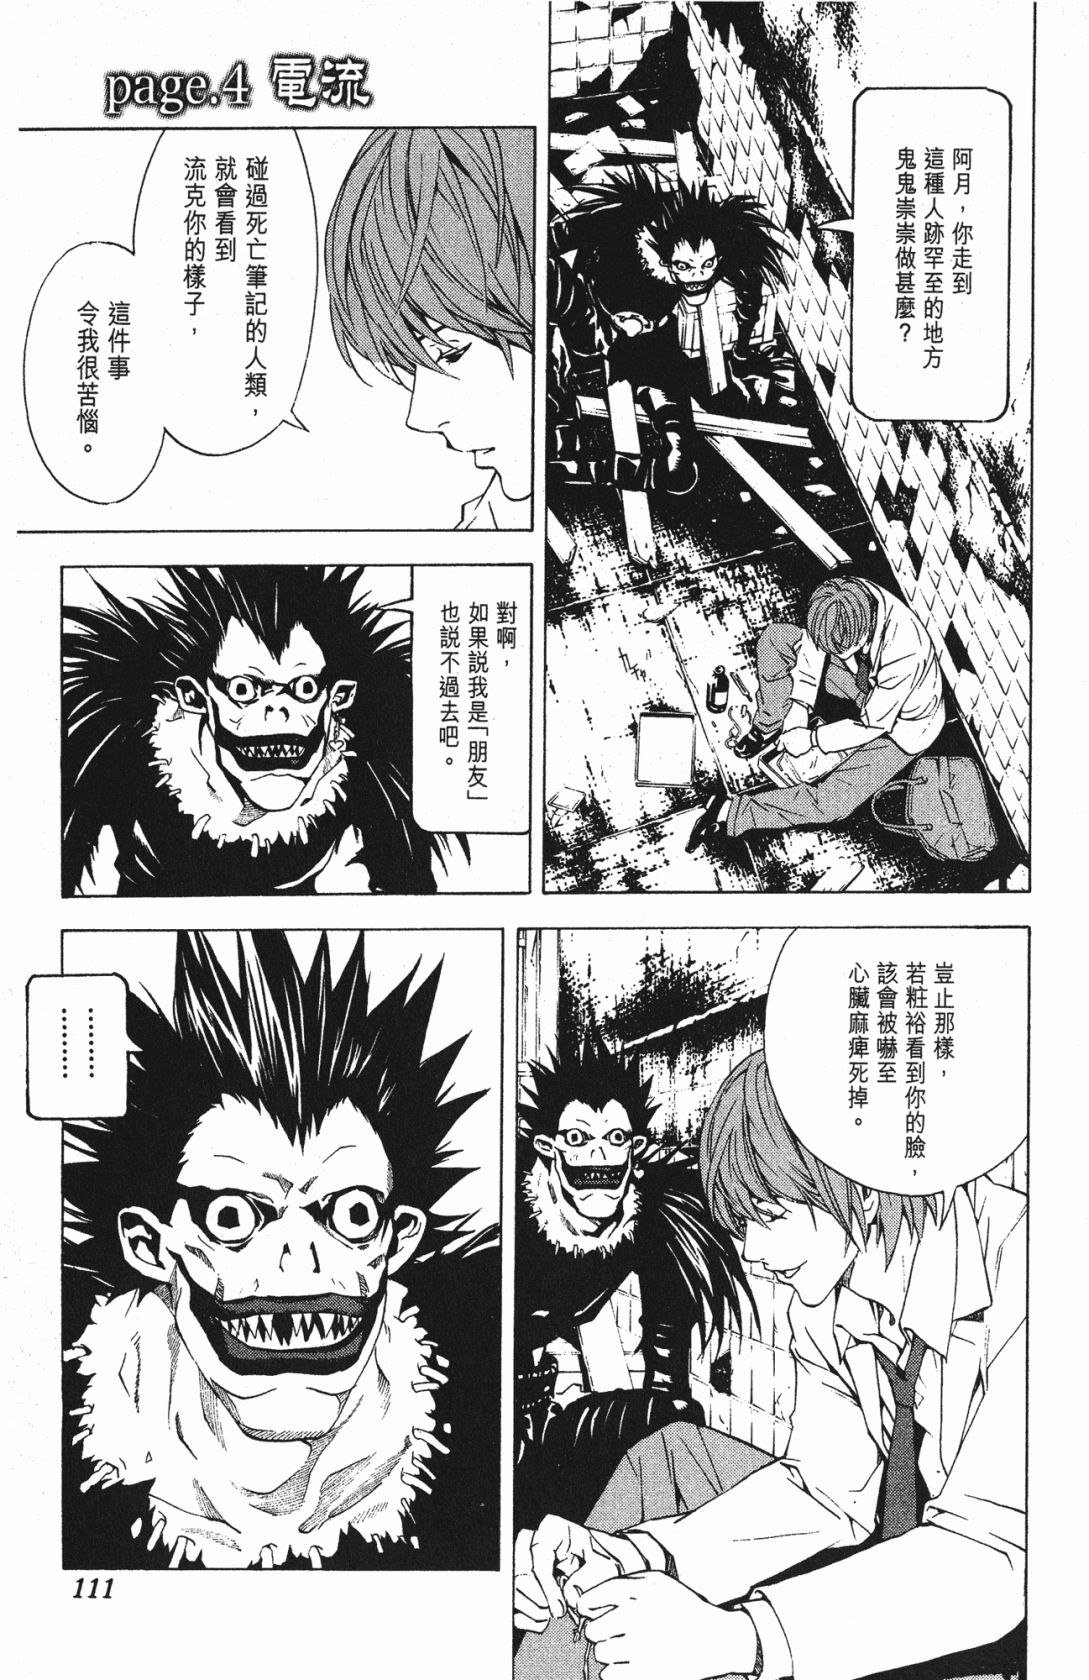 page.4 電流
阿月，你走到
這種人跡罕至的地方
鬼鬼崇崇做甚麼？
碰過死亡筆記的人類，
就會看到
流克你的樣子，
這件事
令我很苦惱。
對啊，
如果説我是「朋友」
也説不過去吧。
豈止那樣，
若粧裕看到你的臉，
該會被嚇至
心臟麻痺死掉。
………
………
111